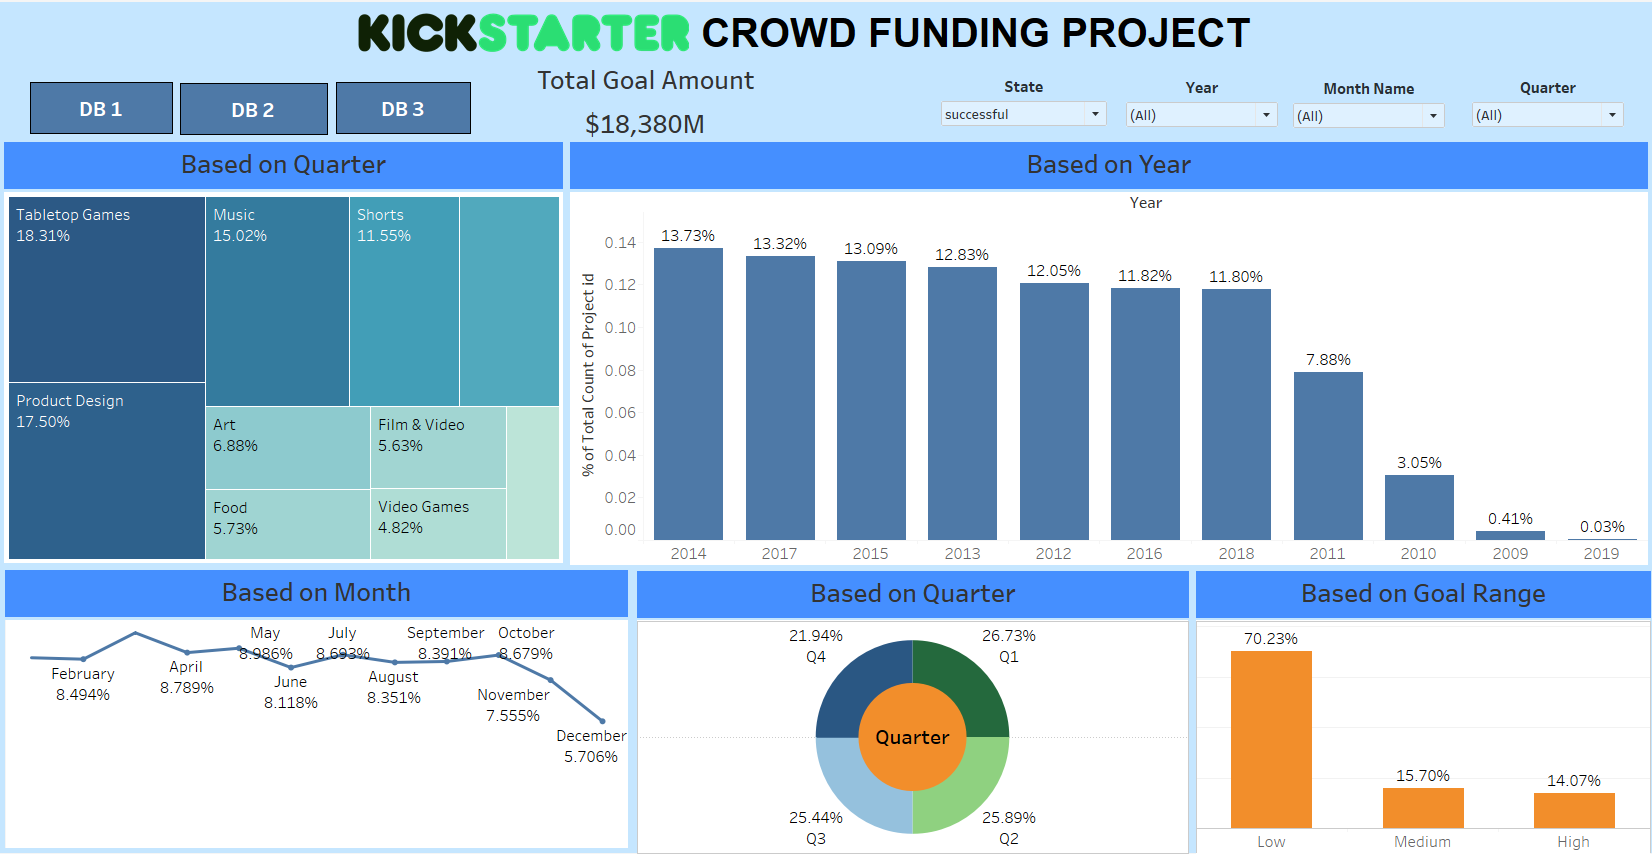 KICKSTARTER CROWD FUNDING PROJECT
DB 1
DB 2
DB 3
Total Goal Amount
$18,380M
State
successful
Year
(All)
Month Name
(All)
Quarter
(All)
Based on Quarter
Tabletop Games
18.31%
Product Design
17.50%
Music
15.02%
Shorts
11.55%
Art
6.88%
Food
5.73%
Film & Video
5.63%
Video Games
4.82%
Based on Year
Year
% of Total Count of Project id
0.14
0.12
0.10
0.08
0.06
0.04
0.02
0.00
13.73%
13.32%
13.09%
12.83%
12.05%
11.82%
11.80%
7.88%
3.05%
0.41%
0.03%
2014
2017
2015
2013
2012
2016
2018
2011
2010
2009
2019
Based on Month
February
8.494%
April
8.789%
May
8.986%
June
8.118%
July
8.693%
August
8.351%
September
8.391%
October
8.679%
November
7.555%
December
5.706%
Based on Quarter
21.94%
Q4
26.73%
Q1
Quarter
25.44%
Q3
25.89%
Q2
Based on Goal Range
70.23%
15.70%
14.07%
Low
Medium
High